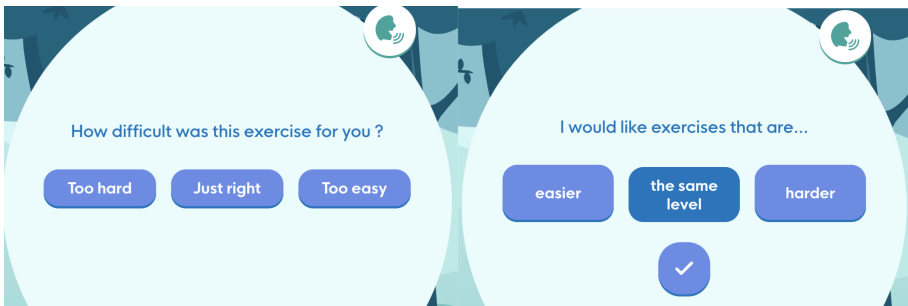 How difficult was this exercise for you ?
Too hard
Just right
Too easy
I would like exercises that are...
easier
the same
level
harder